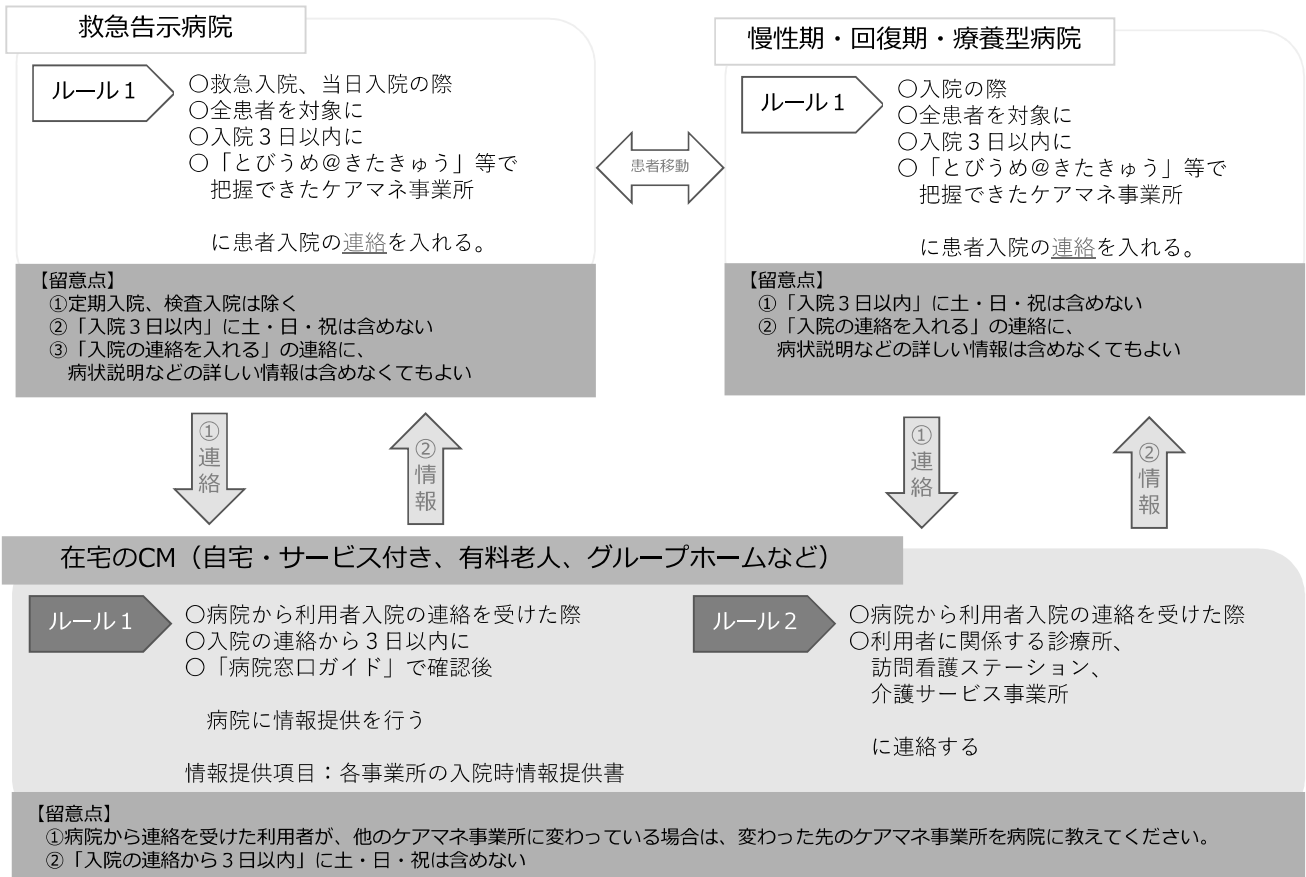 救急告示病院
ルール１
〇救急入院、当日入院の際
〇全患者を対象に
〇入院３日以内に
〇「とびうめ＠きたきゅう」等で
把握できたケアマネ事業所
に患者入院の連絡を入れる。
【留意点】
①定期入院、検査入院は除く
②「入院３日以内」に土・日・祝は含めない
③「入院の連絡を入れる」の連絡に、
病状説明などの詳しい情報は含めなくてもよい
患者移動
慢性期・回復期・療養型病院
ルール１
〇入院の際
〇全患者を対象に
〇入院３日以内に
〇「とびうめ＠きたきゅう」等で
把握できたケアマネ事業所
に患者入院の連絡を入れる。
【留意点】
①「入院３日以内」に土・日・祝は含めない
②「入院の連絡を入れる」の連絡に、
病状説明などの詳しい情報は含めなくてもよい
①連絡
②情報
①連絡
②情報
在宅のCM（自宅・サービス付き、有料老人、グループホームなど）
ルール１
〇病院から利用者入院の連絡を受けた際
〇入院の連絡から３日以内に
〇「病院窓口ガイド」で確認後
病院に情報提供を行う
情報提供項目：各事業所の入院時情報提供書
ルール２
〇病院から利用者入院の連絡を受けた際
〇利用者に関係する診療所、
訪問看護ステーション、
介護サービス事業所
に連絡する
【留意点】
①病院から連絡を受けた利用者が、他のケアマネ事業所に変わっている場合は、変わった先のケアマネ事業所を病院に教えてください。
②「入院の連絡から３日以内」に土・日・祝は含めない